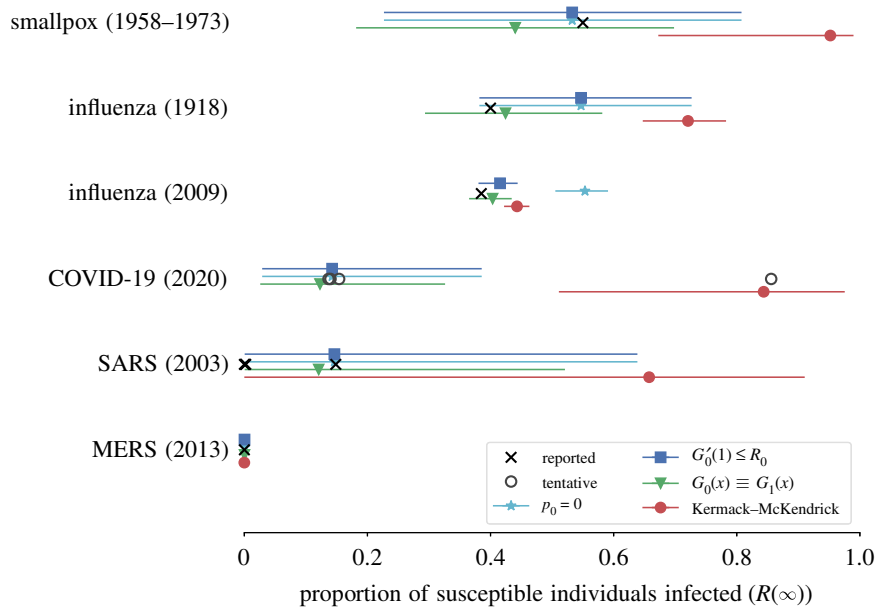 smallpox (1958–1973)
influenza (1918)
influenza (2009)
COVID-19 (2020)
SARS (2003)
MERS (2013)
reported
tentative
p₀ = 0
G₀′(1) ≤ R₀
G₀(x) ≡ G₁(x)
Kermack–McKendrick
0 0.2 0.4 0.6 0.8 1.0
proportion of susceptible individuals infected (R(∞))